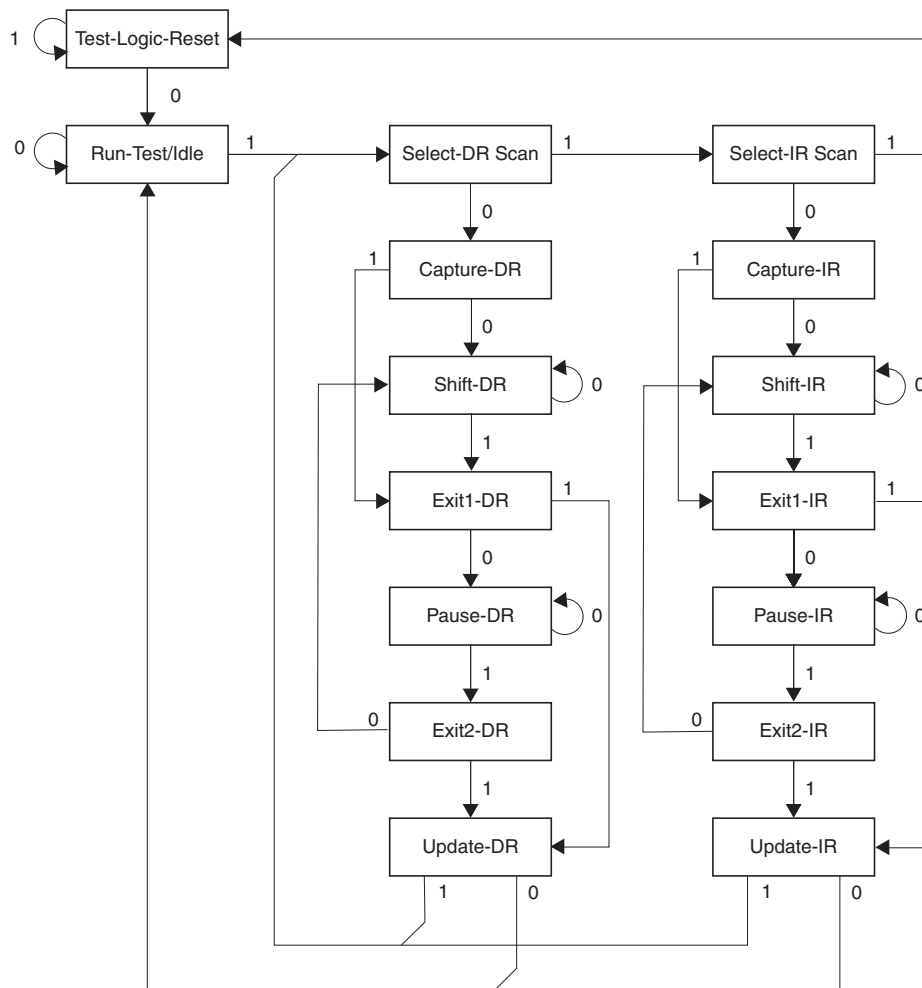 Test-Logic-Reset
1
0
Run-Test/Idle
0
1
Select-DR Scan
1
Select-IR Scan
1
0
0
1
Capture-DR
1
Capture-IR
0
0
Shift-DR
0
Shift-IR
0
1
1
Exit1-DR
1
Exit1-IR
1
0
0
Pause-DR
0
Pause-IR
0
1
1
0
Exit2-DR
0
Exit2-IR
1
1
Update-DR
Update-IR
1
0
1
0